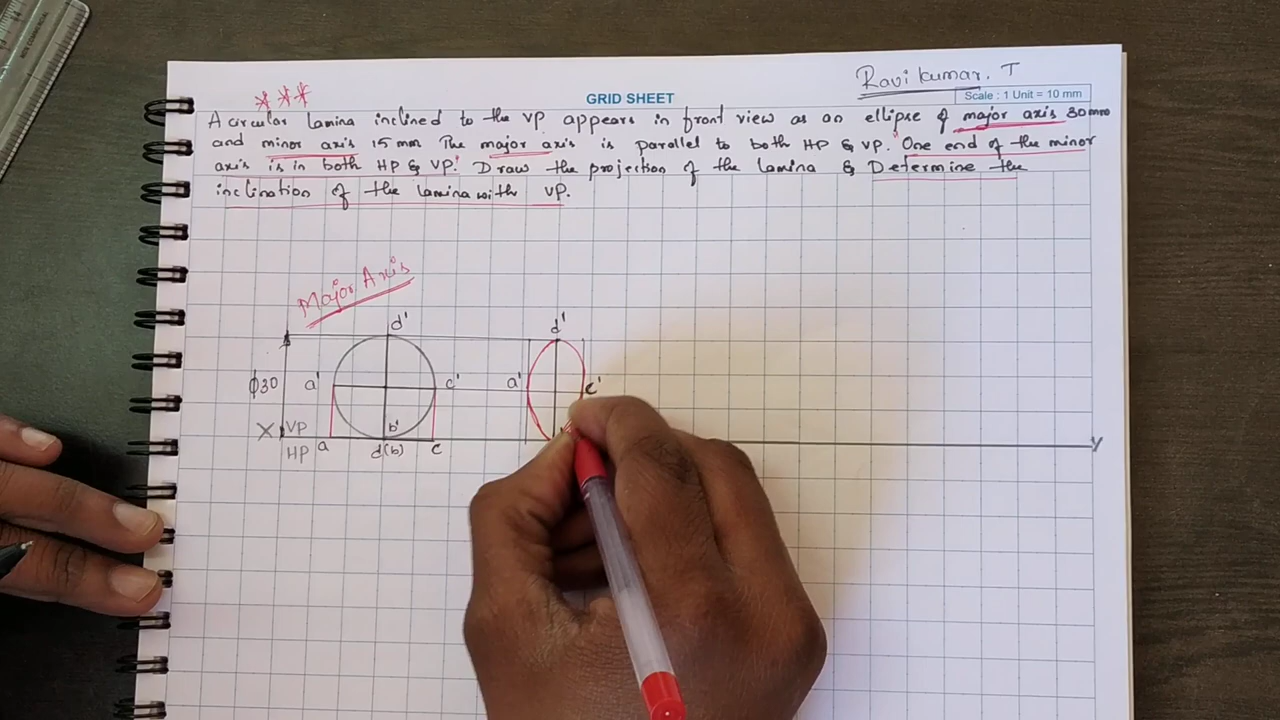 Ravikumar. T
GRID SHEET
Scale : 1 Unit = 10 mm
A circular lamina inclined to the VP appears in front view as an ellipse of major axis 30mm
and minor axis 15 mm. The major axis is parallel to both HP & VP. One end of the minor
axis is in both HP & VP. Draw the projection of the lamina & Determine the
inclination of the lamina with VP.
Major Axis
d' d'
ϕ30 a' c' a' c'
b'
X VP Y
HP a d(b) c